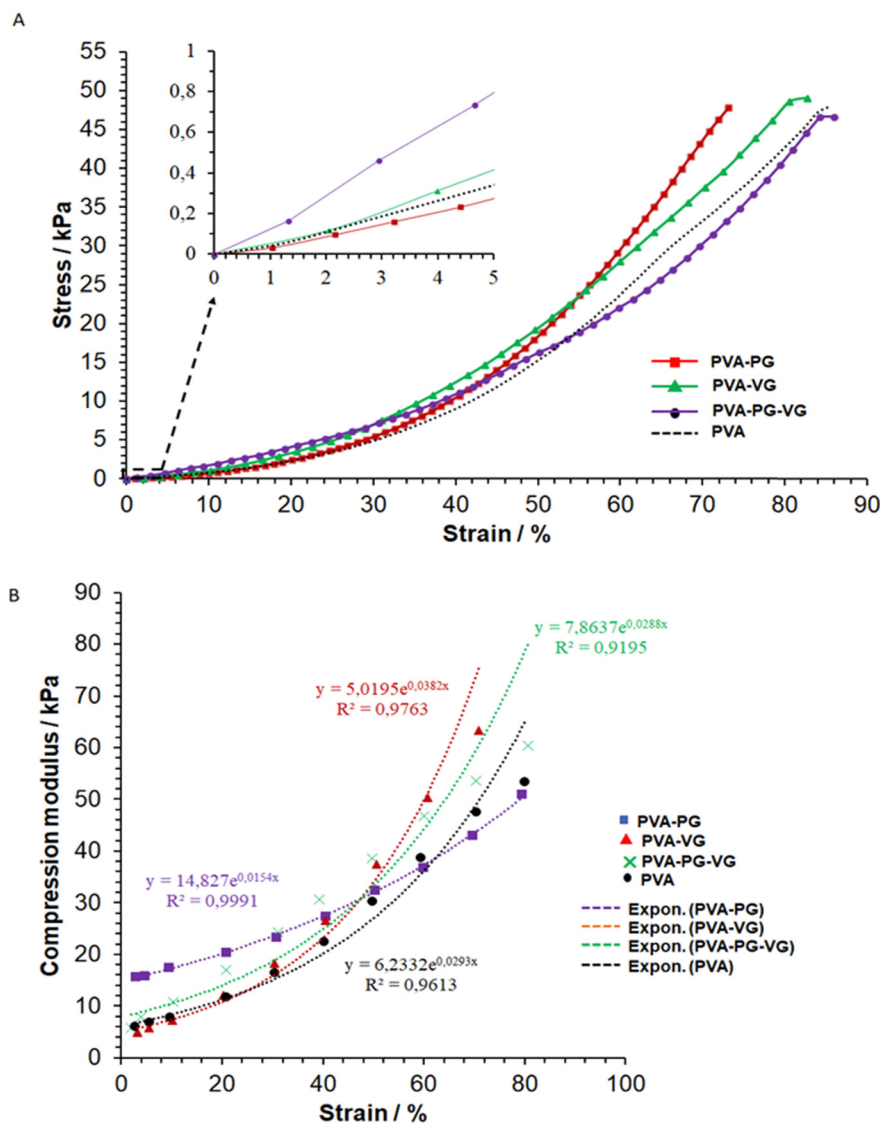 A
Stress / kPa
55
50
45
40
35
30
25
20
15
10
5
0
1
0,8
0,6
0,4
0,2
0
0 1 2 3 4 5
PVA-PG
PVA-VG
PVA-PG-VG
PVA
0 10 20 30 40 50 60 70 80 90
Strain / %
B
Compression modulus / kPa
90
80
70
60
50
40
30
20
10
0
y = 7,8637e^0,0288x
R² = 0,9195
y = 5,0195e^0,0382x
R² = 0,9763
y = 14,827e^0,0154x
R² = 0,9991
y = 6,2332e^0,0293x
R² = 0,9613
PVA-PG
PVA-VG
PVA-PG-VG
PVA
Expon. (PVA-PG)
Expon. (PVA-VG)
Expon. (PVA-PG-VG)
Expon. (PVA)
0 20 40 60 80 100
Strain / %